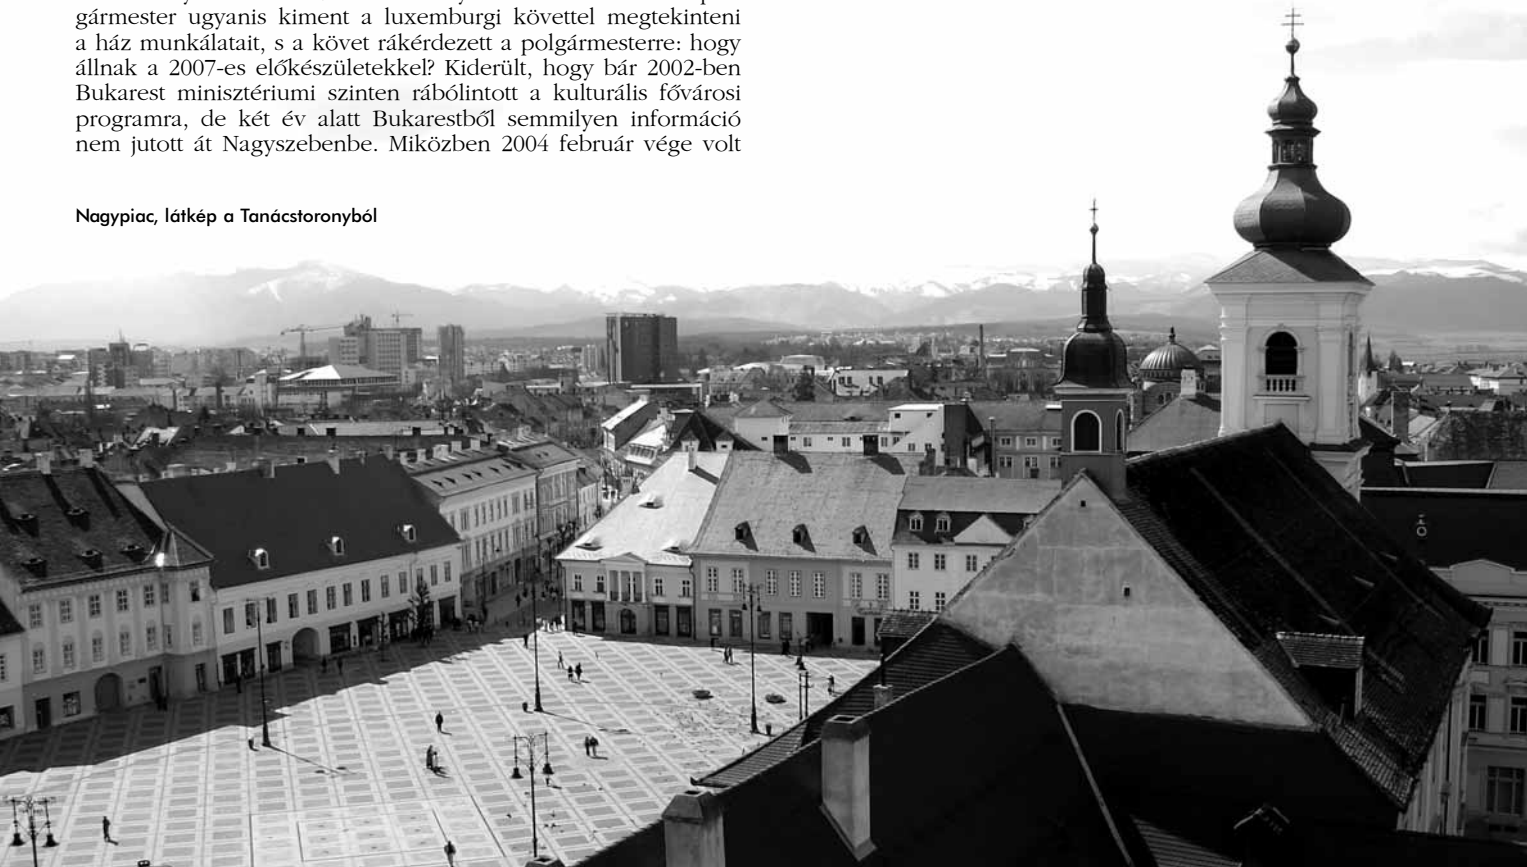 gármester ugyanis kiment a luxemburgi követtel megtekinteni
a ház munkálatait, s a követ rákérdezett a polgármesterre: hogy
állnak a 2007-es előkészületekkel? Kiderült, hogy bár 2002-ben
Bukarest minisztériumi szinten rábólintott a kulturális fővárosi
programra, de két év alatt Bukarestből semmilyen információ
nem jutott át Nagyszebenbe. Miközben 2004 február vége volt
Nagypiac, látkép a Tanácstoronyból